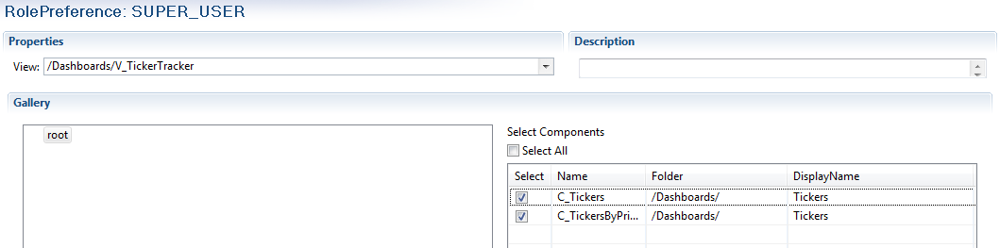 RolePreference: SUPER_USER
Properties
Description
View: /Dashboards/V_TickerTracker
Gallery
root
Select Components
Select All
Select Name Folder DisplayName
C_Tickers /Dashboards/ Tickers
C_TickersByPri... /Dashboards/ Tickers